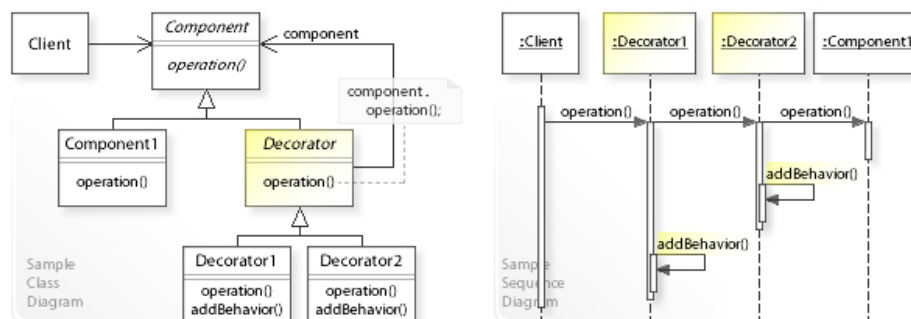 Client
Component
operation()
component
component.
operation();
Component1
operation()
Decorator
operation()
Decorator1
operation()
addBehavior()
Decorator2
operation()
addBehavior()
Sample
Class
Diagram
:Client
:Decorator1
:Decorator2
:Component1
operation()
operation()
operation()
addBehavior()
addBehavior()
Sample
Sequence
Diagram